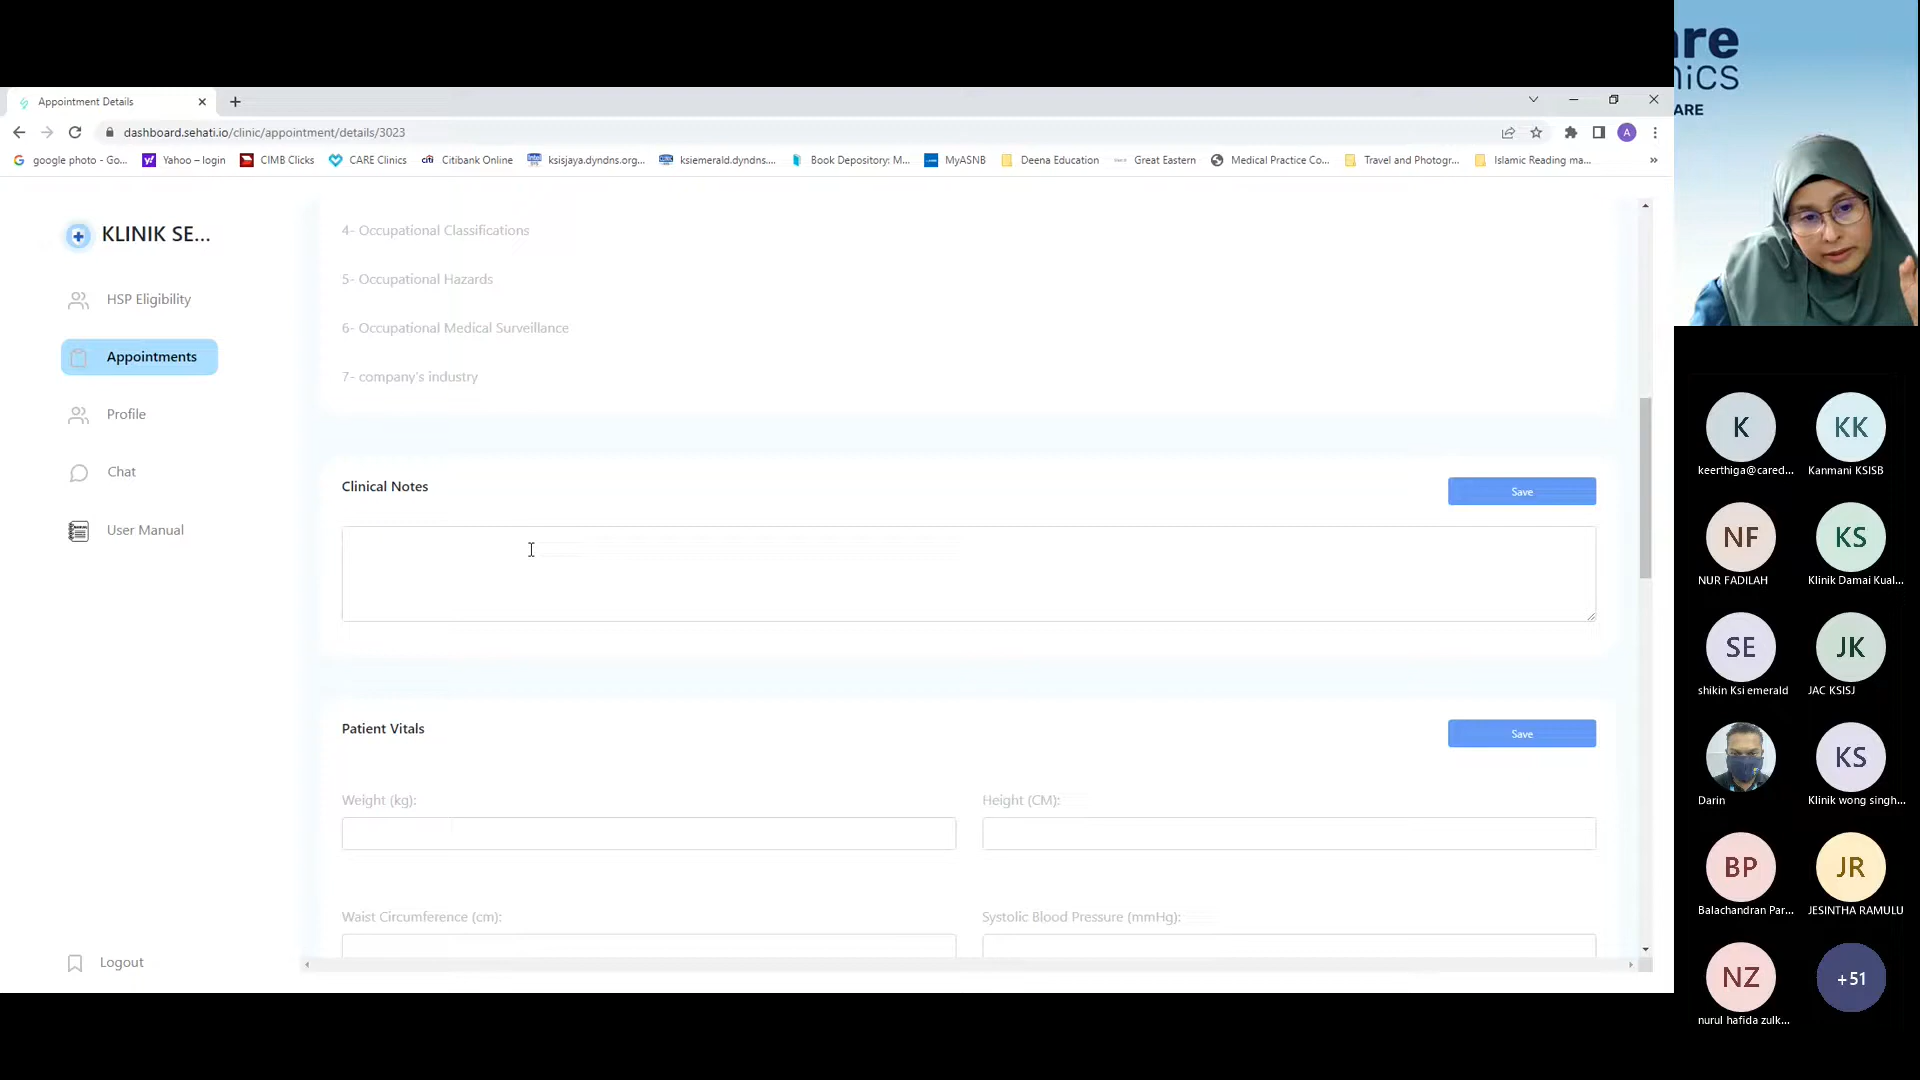 Appointment Details
dashboard.sehati.io/clinic/appointment/details/3023
A
google photo - Go...
Yahoo – login
CIMB Clicks
CARE Clinics
citi Citibank Online
ksisjaya.dyndns.org...
ksiemerald.dyndns....
Book Depository: M...
MyASNB
Deena Education
Great Eastern
Medical Practice Co...
Travel and Photogr...
Islamic Reading ma...
»
KLINIK SE...
HSP Eligibility
Appointments
Profile
Chat
User Manual
Logout
4- Occupational Classifications
5- Occupational Hazards
6- Occupational Medical Surveillance
7- company's industry
Clinical Notes
Save
Patient Vitals
Save
Weight (kg):
Height (CM):
Waist Circumference (cm):
Systolic Blood Pressure (mmHg):
are
nics
ARE
K
keerthiga@cared...
KK
Kanmani KSISB
NF
NUR FADILAH
KS
Klinik Damai Kual...
SE
shikin Ksi emerald
JK
JAC KSISJ
Darin
KS
Klinik wong singh...
BP
Balachandran Par...
JR
JESINTHA RAMULU
NZ
nurul hafida zulk...
+51